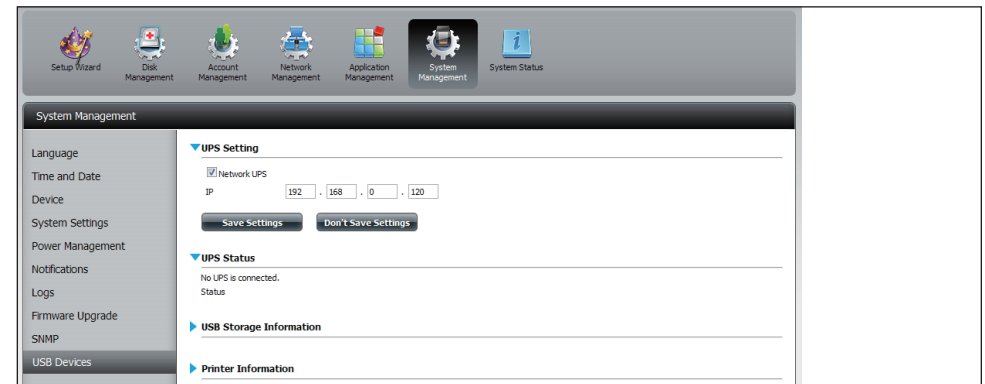 Setup Wizard
Disk Management
Account Management
Network Management
Application Management
System Management
System Status
System Management
Language
Time and Date
Device
System Settings
Power Management
Notifications
Logs
Firmware Upgrade
SNMP
USB Devices
UPS Setting
Network UPS
IP 192 . 168 . 0 . 120
Save Settings Don't Save Settings
UPS Status
No UPS is connected.
Status
USB Storage Information
Printer Information